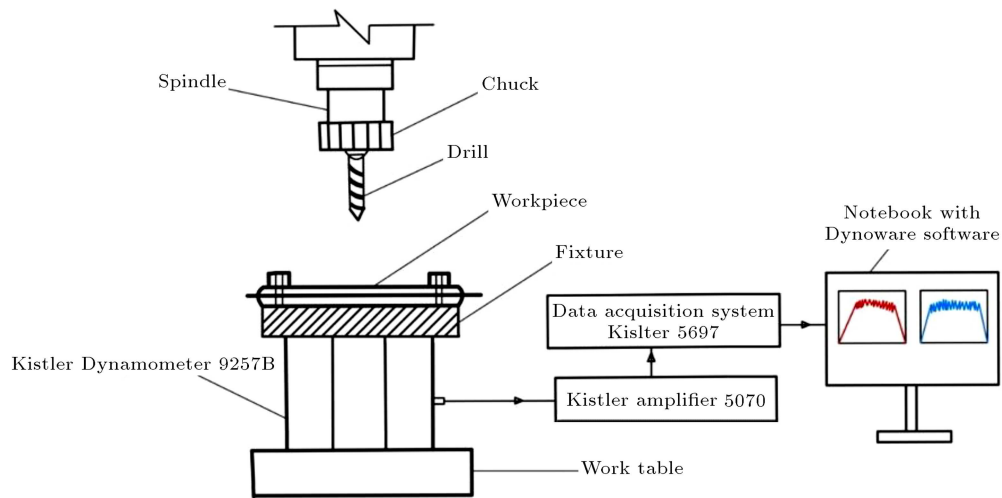 Spindle
Chuck
Drill
Workpiece
Fixture
Notebook with
Dynoware software
Data acquisition system
Kislter 5697
Kistler Dynamometer 9257B
Kistler amplifier 5070
Work table